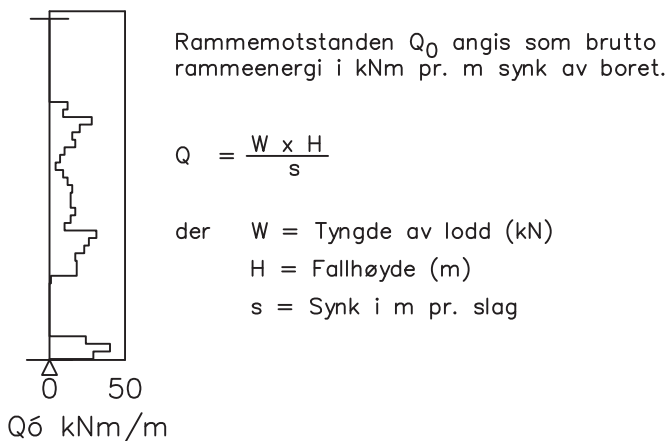 Rammemotstanden Q0 angis som brutto
rammeenergi i kNm pr. m synk av boret.
Q = W x H
s
der W = Tyngde av lodd (kN)
H = Fallhøyde (m)
s = Synk i m pr. slag
0 50
Qó kNm/m